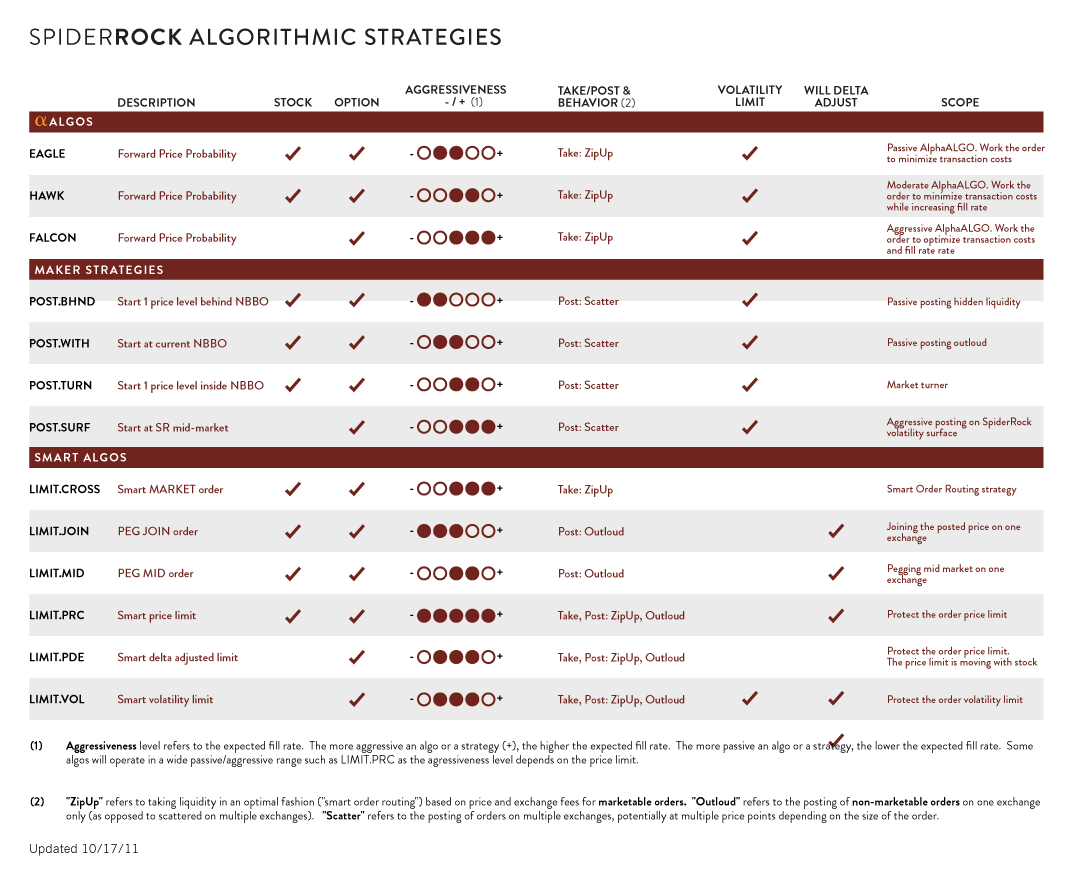 SPIDERROCK ALGORITHMIC STRATEGIES
DESCRIPTION STOCK OPTION AGGRESSIVENESS - / + (1) TAKE/POST & BEHAVIOR (2) VOLATILITY LIMIT WILL DELTA ADJUST SCOPE
α ALGOS
EAGLE Forward Price Probability ✓ ✓ - + Take: ZipUp ✓ Passive AlphaALGO. Work the order to minimize transaction costs
HAWK Forward Price Probability ✓ ✓ - + Take: ZipUp ✓ Moderate AlphaALGO. Work the order to minimize transaction costs while increasing fill rate
FALCON Forward Price Probability ✓ - + Take: ZipUp ✓ Aggressive AlphaALGO. Work the order to optimize transaction costs and fill rate rate
MAKER STRATEGIES
POST.BHND Start 1 price level behind NBBO ✓ ✓ - + Post: Scatter ✓ Passive posting hidden liquidity
POST.WITH Start at current NBBO ✓ ✓ - + Post: Scatter ✓ Passive posting outloud
POST.TURN Start 1 price level inside NBBO ✓ ✓ - + Post: Scatter ✓ Market turner
POST.SURF Start at SR mid-market ✓ - + Post: Scatter ✓ Aggressive posting on SpiderRock volatility surface
SMART ALGOS
LIMIT.CROSS Smart MARKET order ✓ ✓ - + Take: ZipUp Smart Order Routing strategy
LIMIT.JOIN PEG JOIN order ✓ ✓ - + Post: Outloud ✓ Joining the posted price on one exchange
LIMIT.MID PEG MID order ✓ ✓ - + Post: Outloud ✓ Pegging mid market on one exchange
LIMIT.PRC Smart price limit ✓ ✓ - + Take, Post: ZipUp, Outloud ✓ Protect the order price limit
LIMIT.PDE Smart delta adjusted limit ✓ - + Take, Post: ZipUp, Outloud Protect the order price limit. The price limit is moving with stock
LIMIT.VOL Smart volatility limit ✓ - + Take, Post: ZipUp, Outloud ✓ ✓ Protect the order volatility limit
(1) Aggressiveness level refers to the expected fill rate. The more aggressive an algo or a strategy (+), the higher the expected fill rate. The more passive an algo or a strategy, the lower the expected fill rate. Some
algos will operate in a wide passive/aggressive range such as LIMIT.PRC as the agressiveness level depends on the price limit.
(2) "ZipUp" refers to taking liquidity in an optimal fashion ("smart order routing") based on price and exchange fees for marketable orders. "Outloud" refers to the posting of non-marketable orders on one exchange
only (as opposed to scattered on multiple exchanges). "Scatter" refers to the posting of orders on multiple exchanges, potentially at multiple price points depending on the size of the order.
Updated 10/17/11